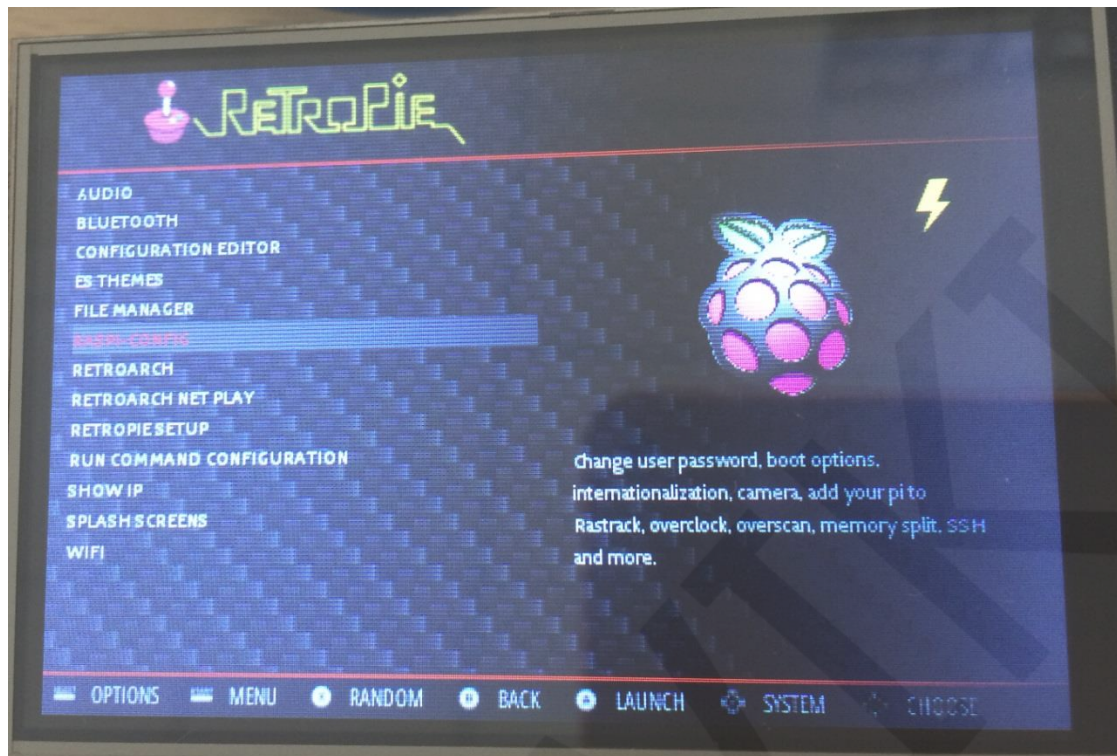 RETROPIE
AUDIO
BLUETOOTH
CONFIGURATION EDITOR
ES THEMES
FILE MANAGER
RASPI-CONFIG
RETROARCH
RETROARCH NET PLAY
RETROPIE SETUP
RUN COMMAND CONFIGURATION
SHOW IP
SPLASH SCREENS
WIFI
Change user password, boot options,
internationalization, camera, add your pi to
Rastrack, overclock, overscan, memory split, SSH
and more.
OPTIONS MENU RANDOM BACK LAUNCH SYSTEM CHOOSE